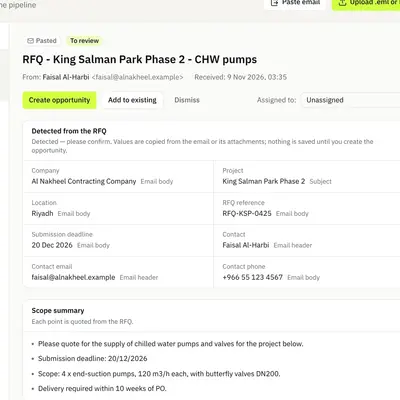 ne pipeline
Paste email
Upload .eml or
Pasted To review
RFQ - King Salman Park Phase 2 - CHW pumps
From: Faisal Al-Harbi <faisal@alnakheel.example> Received: 9 Nov 2026, 03:35
Create opportunity Add to existing Dismiss Assigned to: Unassigned
Detected from the RFQ
Detected — please confirm. Values are copied from the email or its attachments; nothing is saved until you create the
opportunity.
Company
Al Nakheel Contracting Company Email body
Project
King Salman Park Phase 2 Subject
Location
Riyadh Email body
RFQ reference
RFQ-KSP-0425 Email body
Submission deadline
20 Dec 2026 Email body
Contact
Faisal Al-Harbi Email header
Contact email
faisal@alnakheel.example Email header
Contact phone
+966 55 123 4567 Email body
Scope summary
Each point is quoted from the RFQ.
• Please quote for the supply of chilled water pumps and valves for the project below.
• Submission deadline: 20/12/2026
• Scope: 4 x end-suction pumps, 120 m3/h each, with butterfly valves DN200.
• Delivery required within 10 weeks of PO.